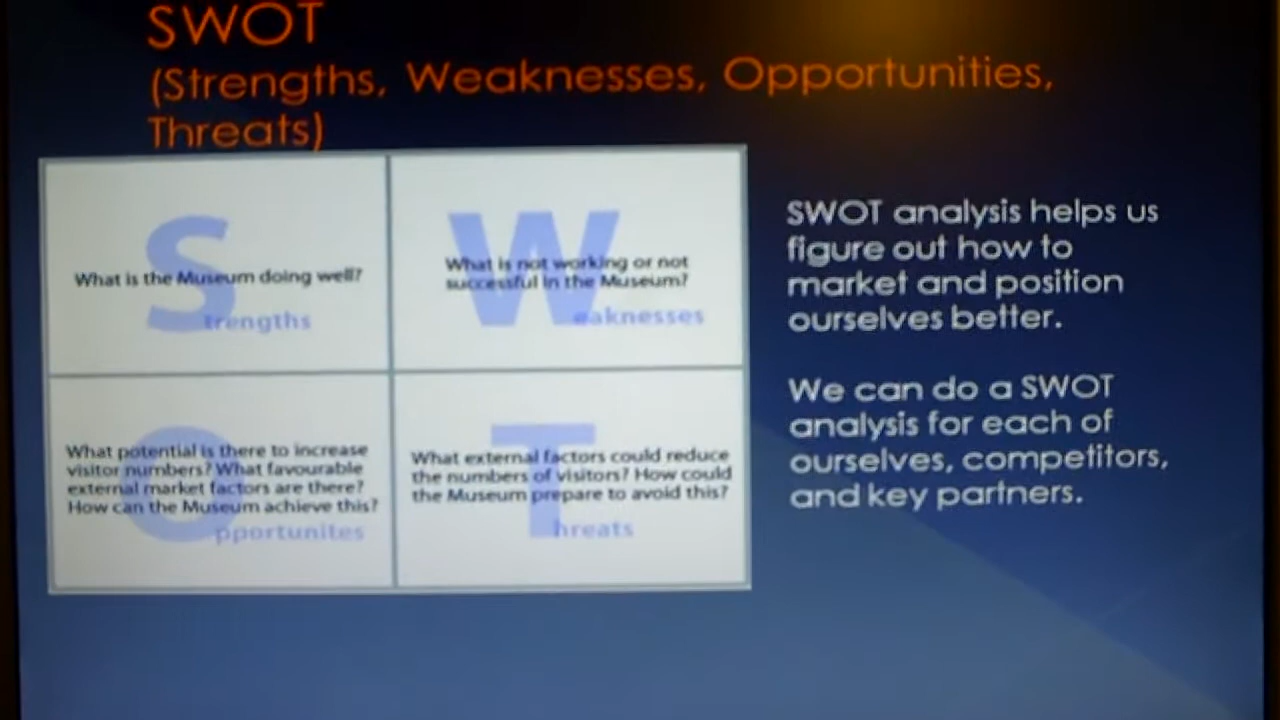 SWOT
(Strengths, Weaknesses, Opportunities,
Threats)
What is the Museum doing well?
Strengths
What is not working or not
successful in the Museum?
Weaknesses
What potential is there to increase
visitor numbers? What favourable
external market factors are there?
How can the Museum achieve this?
Opportunites
What external factors could reduce
the numbers of visitors? How could
the Museum prepare to avoid this?
Threats
SWOT analysis helps us
figure out how to
market and position
ourselves better.
We can do a SWOT
analysis for each of
ourselves, competitors,
and key partners.